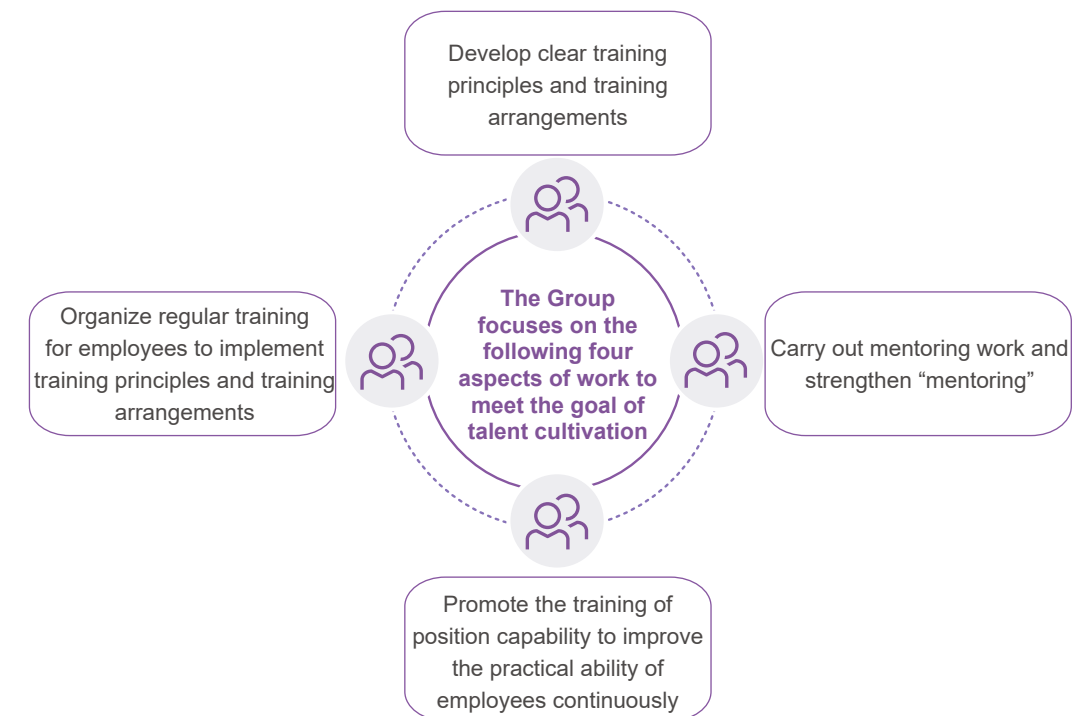 Develop clear training
principles and training
arrangements
Organize regular training
for employees to implement
training principles and training
arrangements
The Group
focuses on the
following four
aspects of work to
meet the goal of
talent cultivation
Carry out mentoring work and
strengthen “mentoring”
Promote the training of
position capability to improve
the practical ability of
employees continuously